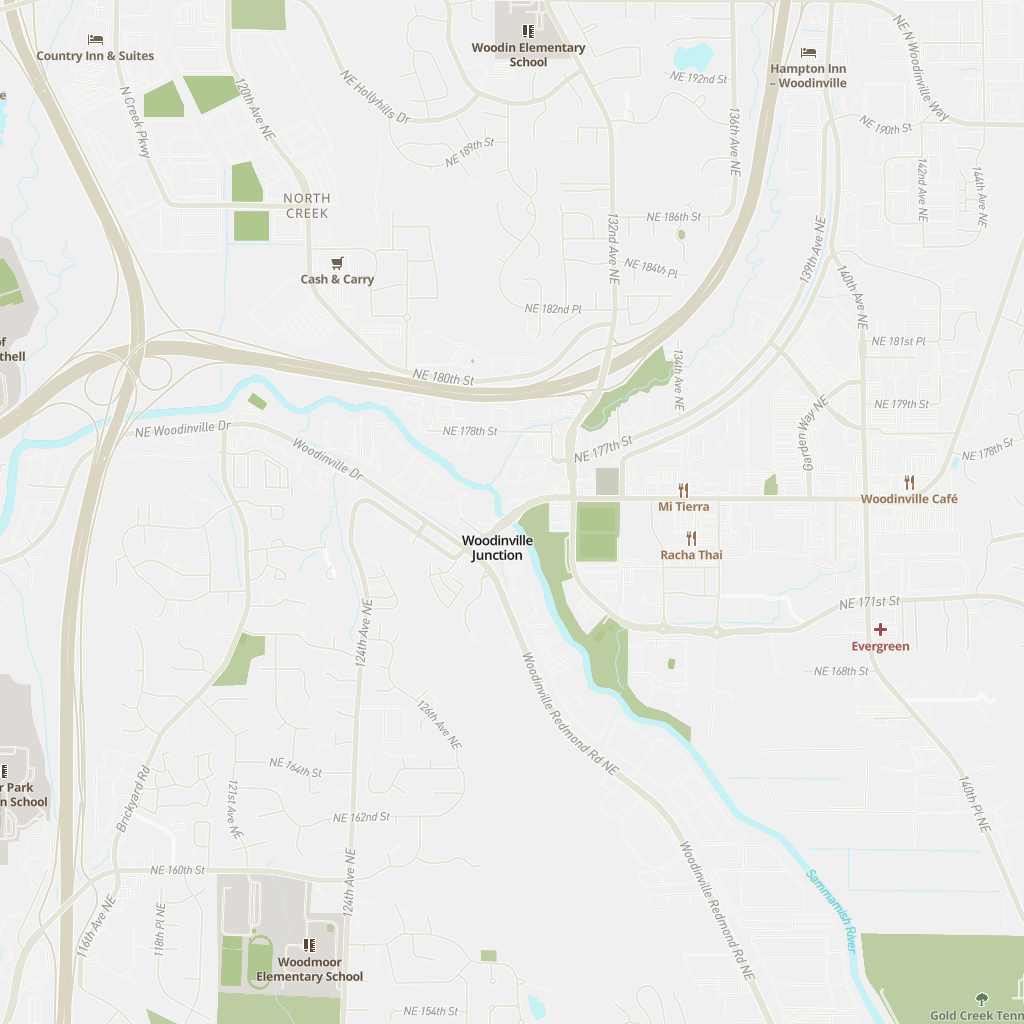 Country Inn & Suites
Woodin Elementary
School
Hampton Inn
– Woodinville
NE N Woodinville Way
NE 192nd St
NE Hollyhills Dr
N Creek Pkwy
120th Ave NE
NE 189th St
136th Ave NE
NE 190th St
142nd Ave NE
144th Ave NE
NORTH
CREEK
NE 186th St
132nd Ave NE
139th Ave NE
NE 184th Pl
Cash & Carry
140th Ave NE
NE 182nd Pl
of
thell
NE 181st Pl
NE 180th St
134th Ave NE
NE 179th St
Garden Way NE
NE Woodinville Dr
NE 178th St
Woodinville Dr
NE 177th St
NE 178th St
Woodinville Café
Mi Tierra
Woodinville
Junction
Racha Thai
NE 171st St
124th Ave NE
Evergreen
NE 168th St
Woodinville Redmond Rd NE
126th Ave NE
NE 164th St
r Park
n School
121st Ave NE
Brickyard Rd
140th Pl NE
NE 162nd St
NE 160th St
124th Ave NE
Woodinville Redmond Rd NE
Sammamish River
116th Ave NE
118th Pl NE
Woodmoor
Elementary School
NE 154th St
Gold Creek Tenn